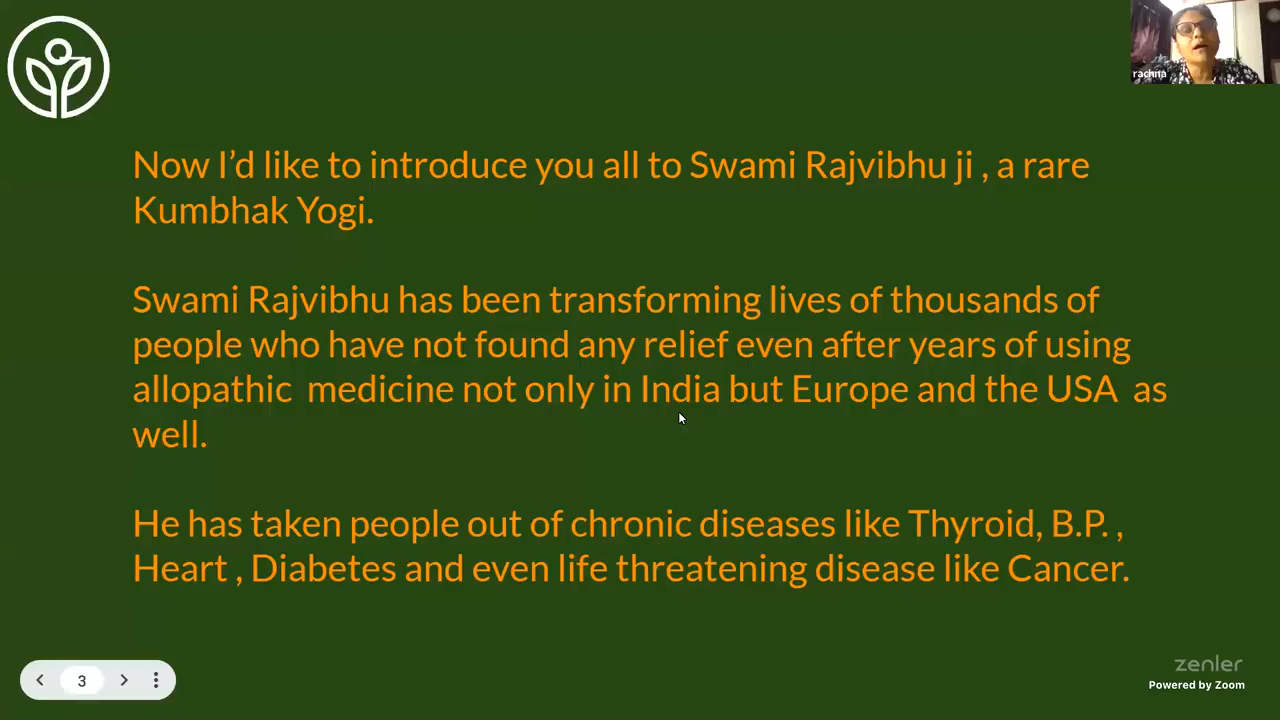 rachna
Now I’d like to introduce you all to Swami Rajvibhu ji , a rare
Kumbhak Yogi.
Swami Rajvibhu has been transforming lives of thousands of
people who have not found any relief even after years of using
allopathic  medicine not only in India but Europe and the USA  as
well.
He has taken people out of chronic diseases like Thyroid, B.P. ,
Heart , Diabetes and even life threatening disease like Cancer.
3
zenler
Powered by Zoom